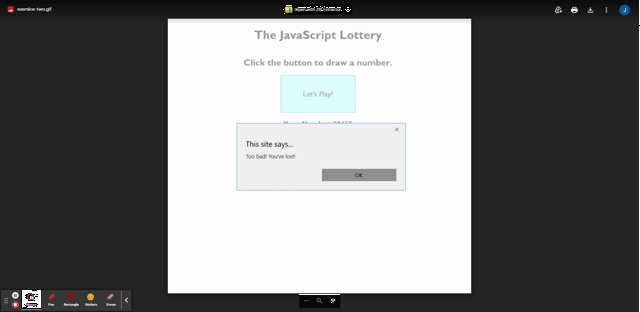 exercice-two.gif
J
The JavaScript Lottery
Click the button to draw a number.
Let's Play!
This site says...
Too bad! You've lost!
OK
Pen
Rectangle
Stickers
Eraser